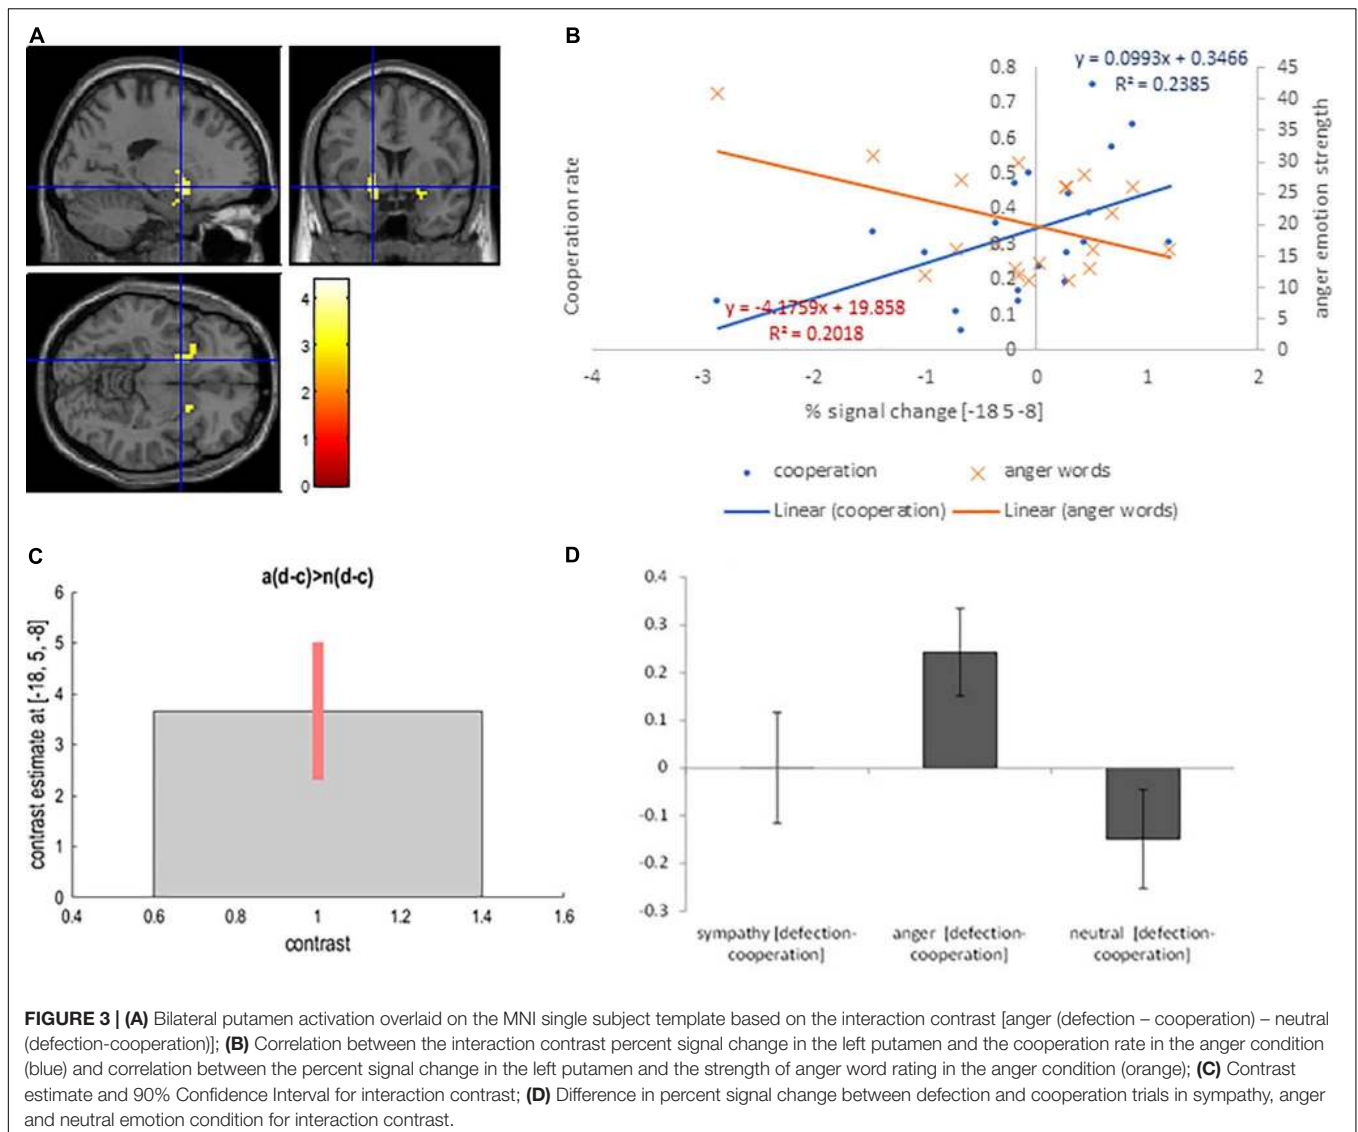 A
4
3
2
1
0
B
y = 0.0993x + 0.3466
R² = 0.2385
0.8
0.7
0.6
0.5
0.4
0.3
0.2
0.1
0
45
40
35
30
25
20
15
10
5
0
Cooperation rate
anger emotion strength
y = -4.1759x + 19.858
R² = 0.2018
-4 -3 -2 -1 0 1 2
% signal change [-18 5 -8]
cooperation anger words
Linear (cooperation) Linear (anger words)
C
a(d-c)>n(d-c)
contrast estimate at [-18, 5, -8]
6
5
4
3
2
1
0
0.4 0.6 0.8 1 1.2 1.4 1.6
contrast
D
0.4
0.3
0.2
0.1
0
-0.1
-0.2
-0.3
sympathy [defection-
cooperation]
anger [defection-
cooperation]
neutral [defection-
cooperation]
FIGURE 3 | (A) Bilateral putamen activation overlaid on the MNI single subject template based on the interaction contrast [anger (defection – cooperation) – neutral
(defection-cooperation)]; (B) Correlation between the interaction contrast percent signal change in the left putamen and the cooperation rate in the anger condition
(blue) and correlation between the percent signal change in the left putamen and the strength of anger word rating in the anger condition (orange); (C) Contrast
estimate and 90% Confidence Interval for interaction contrast; (D) Difference in percent signal change between defection and cooperation trials in sympathy, anger
and neutral emotion condition for interaction contrast.